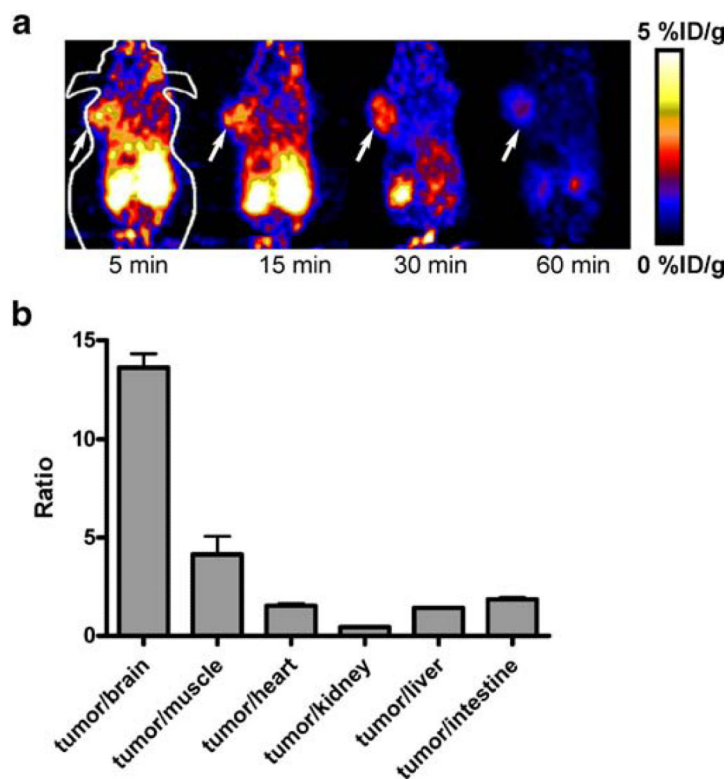 a
5 %ID/g
5 min
15 min
30 min
60 min
0 %ID/g
b
15
10
5
0
Ratio
tumor/brain
tumor/muscle
tumor/heart
tumor/kidney
tumor/liver
tumor/intestine